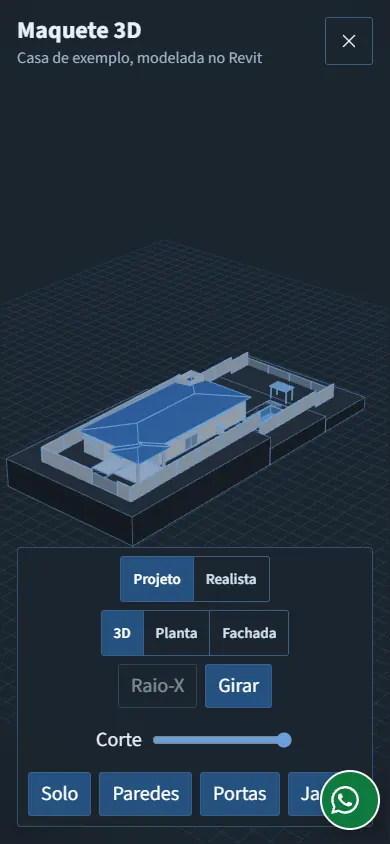 Maquete 3D
Casa de exemplo, modelada no Revit
Projeto Realista
3D Planta Fachada
Raio-X Girar
Corte
Solo Paredes Portas Ja